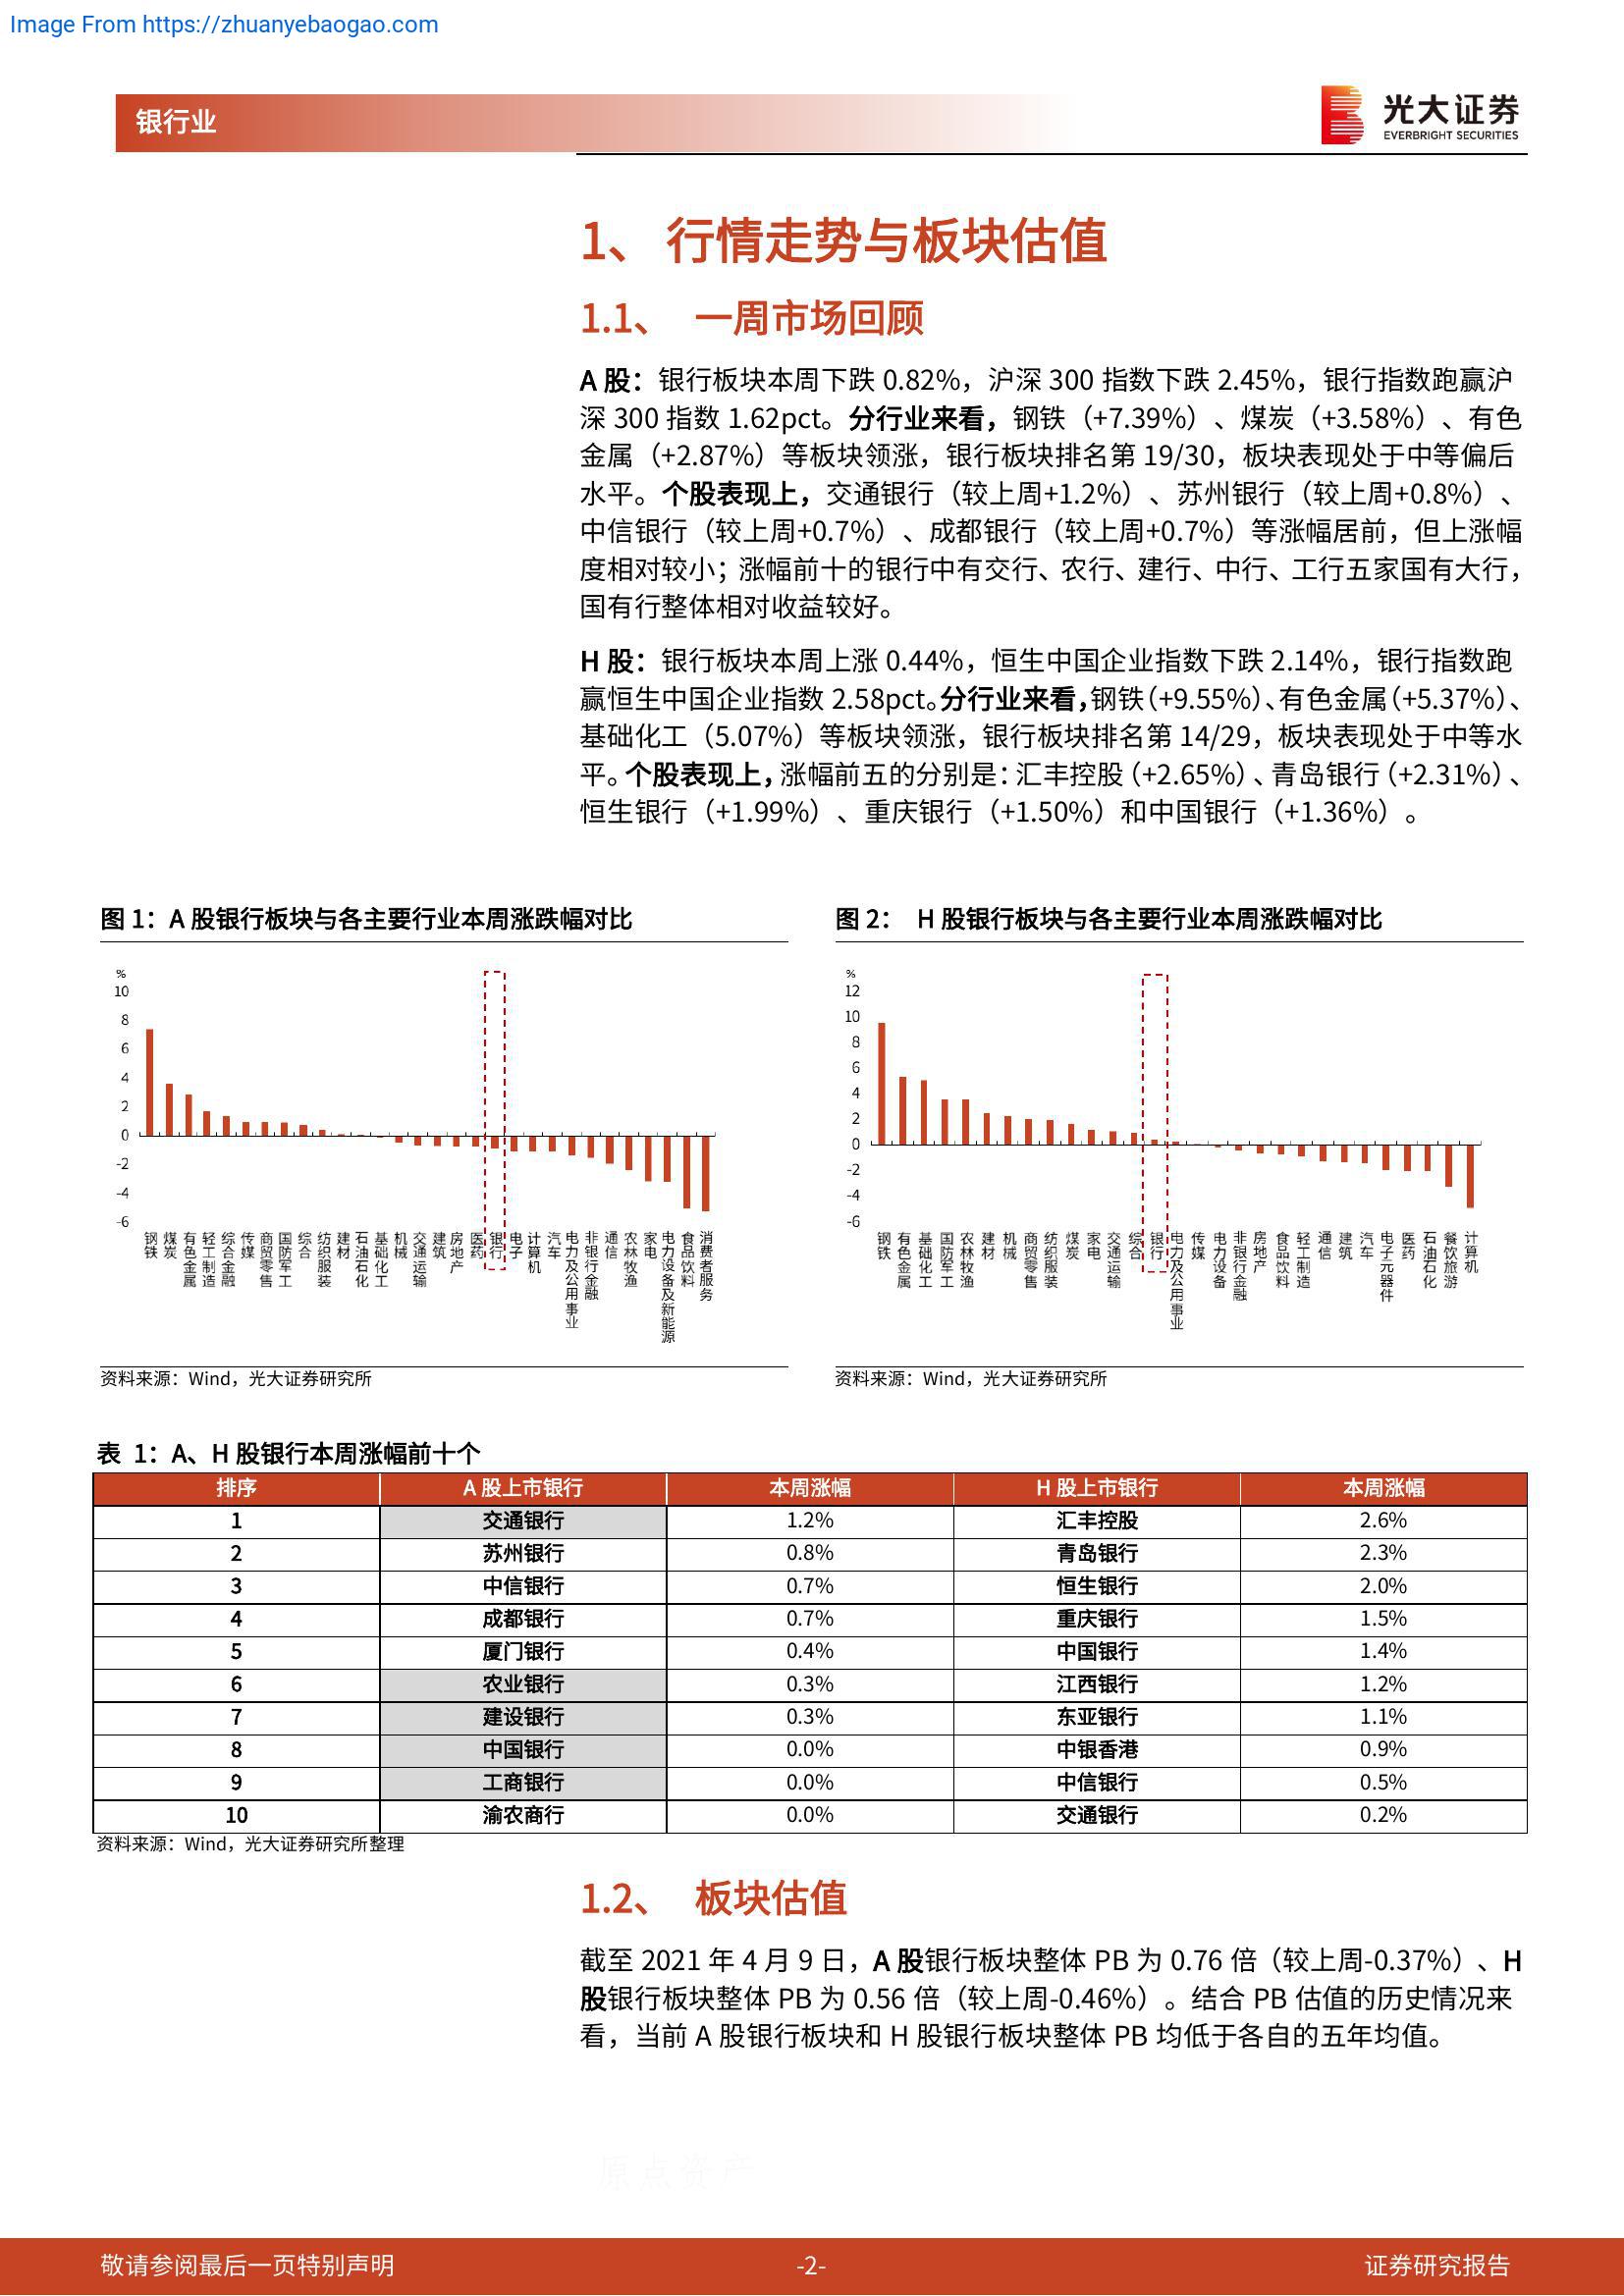 Image From https://zhuanyebaogao.com
银行业
光大证券
EVERBRIGHT SECURITIES
1、 行情走势与板块估值
1.1、 一周市场回顾
A 股：银行板块本周下跌 0.82%，沪深 300 指数下跌 2.45%，银行指数跑赢沪
深 300 指数 1.62pct。分行业来看，钢铁（+7.39%）、煤炭（+3.58%）、有色
金属（+2.87%）等板块领涨，银行板块排名第 19/30，板块表现处于中等偏后
水平。个股表现上，交通银行（较上周+1.2%）、苏州银行（较上周+0.8%）、
中信银行（较上周+0.7%）、成都银行（较上周+0.7%）等涨幅居前，但上涨幅
度相对较小；涨幅前十的银行中有交行、农行、建行、中行、工行五家国有大行，
国有行整体相对收益较好。
H 股：银行板块本周上涨 0.44%，恒生中国企业指数下跌 2.14%，银行指数跑
赢恒生中国企业指数 2.58pct。分行业来看，钢铁（+9.55%）、有色金属（+5.37%）、
基础化工（5.07%）等板块领涨，银行板块排名第 14/29，板块表现处于中等水
平。个股表现上，涨幅前五的分别是：汇丰控股（+2.65%）、青岛银行（+2.31%）、
恒生银行（+1.99%）、重庆银行（+1.50%）和中国银行（+1.36%）。
图 1：A 股银行板块与各主要行业本周涨跌幅对比
%
10
8
6
4
2
0
-2
-4
-6
钢铁
煤炭
有色金属
轻工制造
综合金融
传媒
商贸零售
国防军工
综合
纺织服装
建材
石油石化
基础化工
机械
交通运输
建筑
房地产
医药
银行
电子
计算机
汽车
电力及公用事业
非银行金融
通信
农林牧渔
家电
电力设备及新能源
食品饮料
消费者服务
资料来源：Wind，光大证券研究所
图 2： H 股银行板块与各主要行业本周涨跌幅对比
%
12
10
8
6
4
2
0
-2
-4
-6
钢铁
有色金属
基础化工
国防军工
农林牧渔
建材
机械
商贸零售
纺织服装
煤炭
家电
交通运输
综合
银行
电力及公用事业
传媒
电力设备
非银行金融
房地产
食品饮料
轻工制造
通信
建筑
汽车
电子元器件
医药
石油石化
餐饮旅游
计算机
资料来源：Wind，光大证券研究所
表 1：A、H 股银行本周涨幅前十个
排序 A 股上市银行 本周涨幅 H 股上市银行 本周涨幅
1 交通银行 1.2% 汇丰控股 2.6%
2 苏州银行 0.8% 青岛银行 2.3%
3 中信银行 0.7% 恒生银行 2.0%
4 成都银行 0.7% 重庆银行 1.5%
5 厦门银行 0.4% 中国银行 1.4%
6 农业银行 0.3% 江西银行 1.2%
7 建设银行 0.3% 东亚银行 1.1%
8 中国银行 0.0% 中银香港 0.9%
9 工商银行 0.0% 中信银行 0.5%
10 渝农商行 0.0% 交通银行 0.2%
资料来源：Wind，光大证券研究所整理
1.2、 板块估值
截至 2021 年 4 月 9 日，A 股银行板块整体 PB 为 0.76 倍（较上周-0.37%）、H
股银行板块整体 PB 为 0.56 倍（较上周-0.46%）。结合 PB 估值的历史情况来
看，当前 A 股银行板块和 H 股银行板块整体 PB 均低于各自的五年均值。
原点资产
敬请参阅最后一页特别声明
-2-
证券研究报告